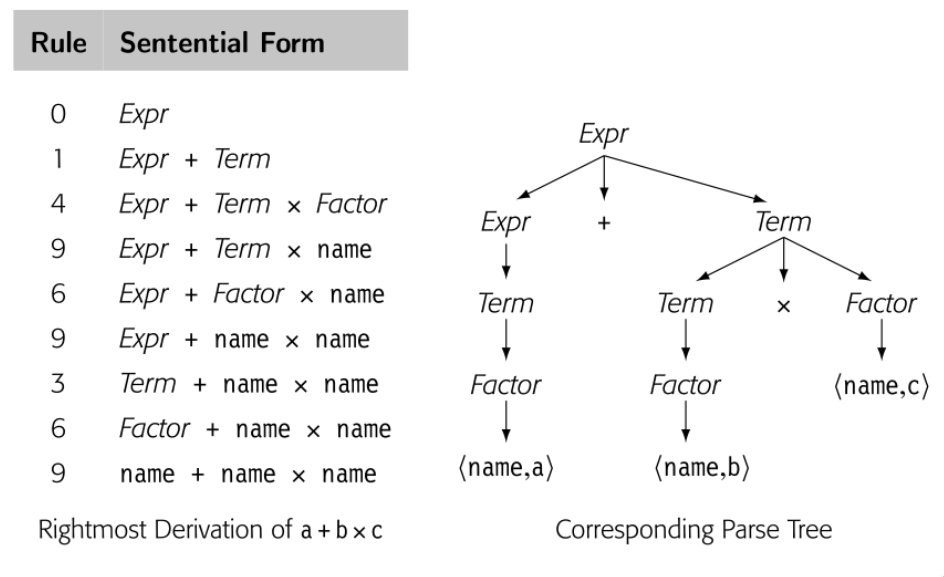 Rule Sentential Form
0 Expr
1 Expr + Term
4 Expr + Term × Factor
9 Expr + Term × name
6 Expr + Factor × name
9 Expr + name × name
3 Term + name × name
6 Factor + name × name
9 name + name × name
Rightmost Derivation of a + b × c
Expr
Expr + Term
Term Term × Factor
Factor Factor ⟨name,c⟩
⟨name,a⟩ ⟨name,b⟩
Corresponding Parse Tree